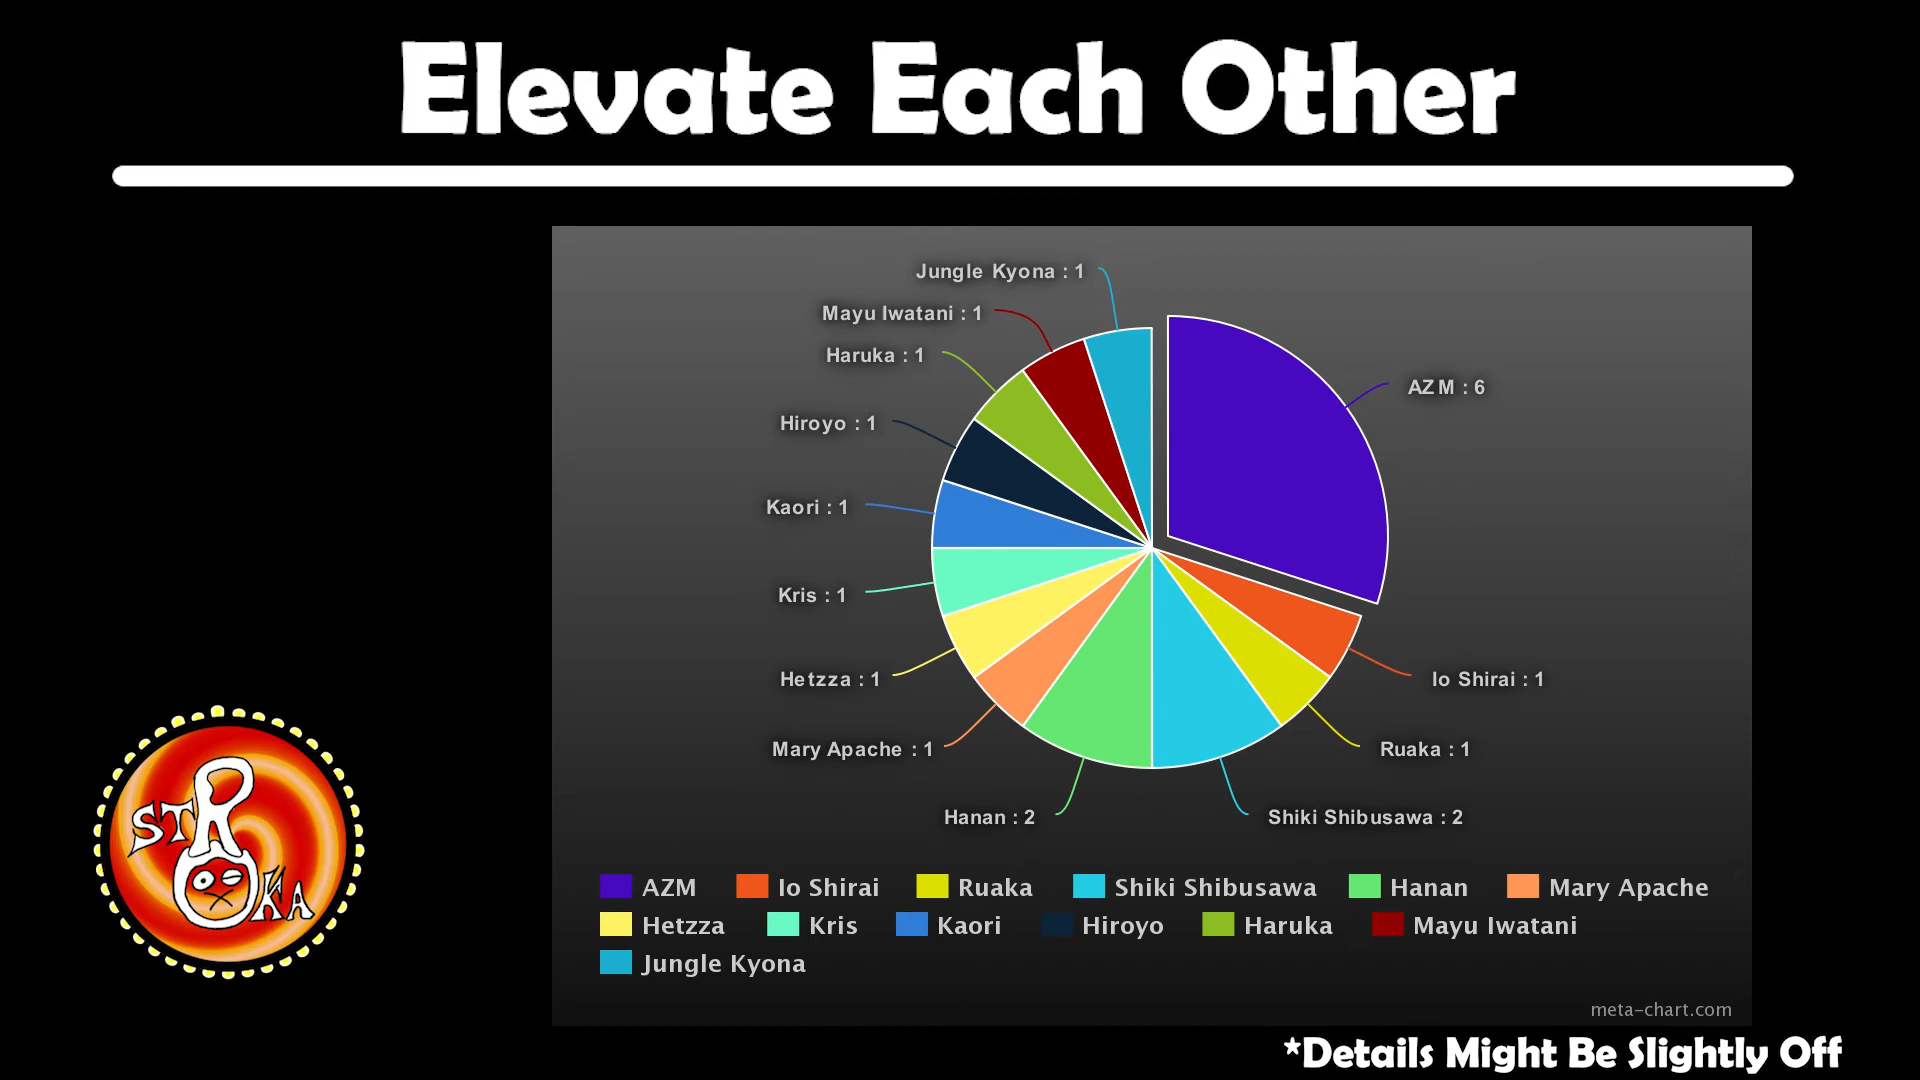 Elevate Each Other
Jungle Kyona : 1
Mayu Iwatani : 1
Haruka : 1
AZM : 6
Hiroyo : 1
Kaori : 1
Kris : 1
Hetzza : 1
Io Shirai : 1
Mary Apache : 1
Ruaka : 1
Hanan : 2
Shiki Shibusawa : 2
STROKA
AZM Io Shirai Ruaka Shiki Shibusawa Hanan Mary Apache
Hetzza Kris Kaori Hiroyo Haruka Mayu Iwatani
Jungle Kyona
meta-chart.com
*Details Might Be Slightly Off